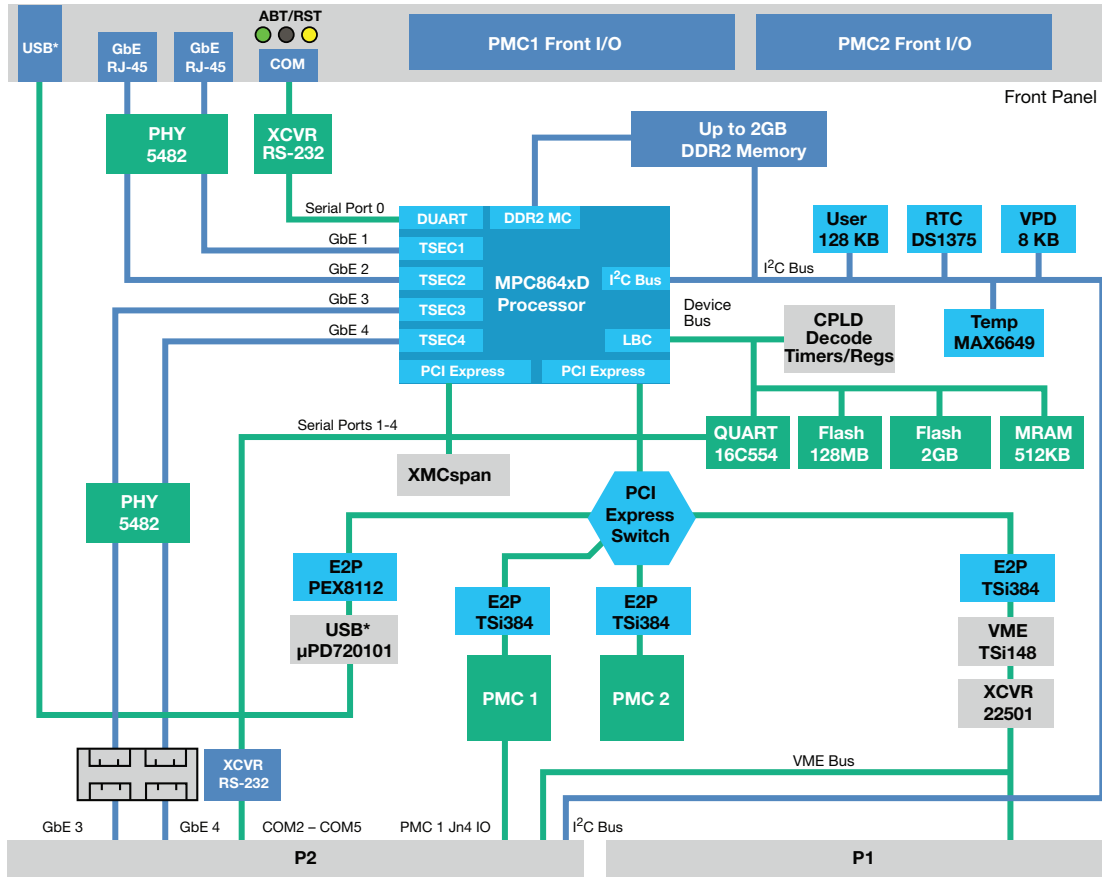 ABT/RST
USB*
GbE
RJ-45
GbE
RJ-45
COM
PMC1 Front I/O
PMC2 Front I/O
Front Panel
PHY
5482
XCVR
RS-232
Up to 2GB
DDR2 Memory
Serial Port 0
GbE 1
GbE 2
GbE 3
GbE 4
DUART
DDR2 MC
TSEC1
TSEC2
TSEC3
TSEC4
MPC864xD
Processor
I²C Bus
LBC
PCI Express
PCI Express
User
128 KB
RTC
DS1375
VPD
8 KB
I²C Bus
Device
Bus
CPLD
Decode
Timers/Regs
Temp
MAX6649
Serial Ports 1-4
QUART
16C554
Flash
128MB
Flash
2GB
MRAM
512KB
XMCspan
PCI
Express
Switch
PHY
5482
E2P
PEX8112
E2P
TSi384
E2P
TSi384
E2P
TSi384
USB*
µPD720101
VME
TSi148
PMC 1
PMC 2
XCVR
22501
XCVR
RS-232
VME Bus
GbE 3
GbE 4
COM2 – COM5
PMC 1 Jn4 IO
I²C Bus
P2
P1